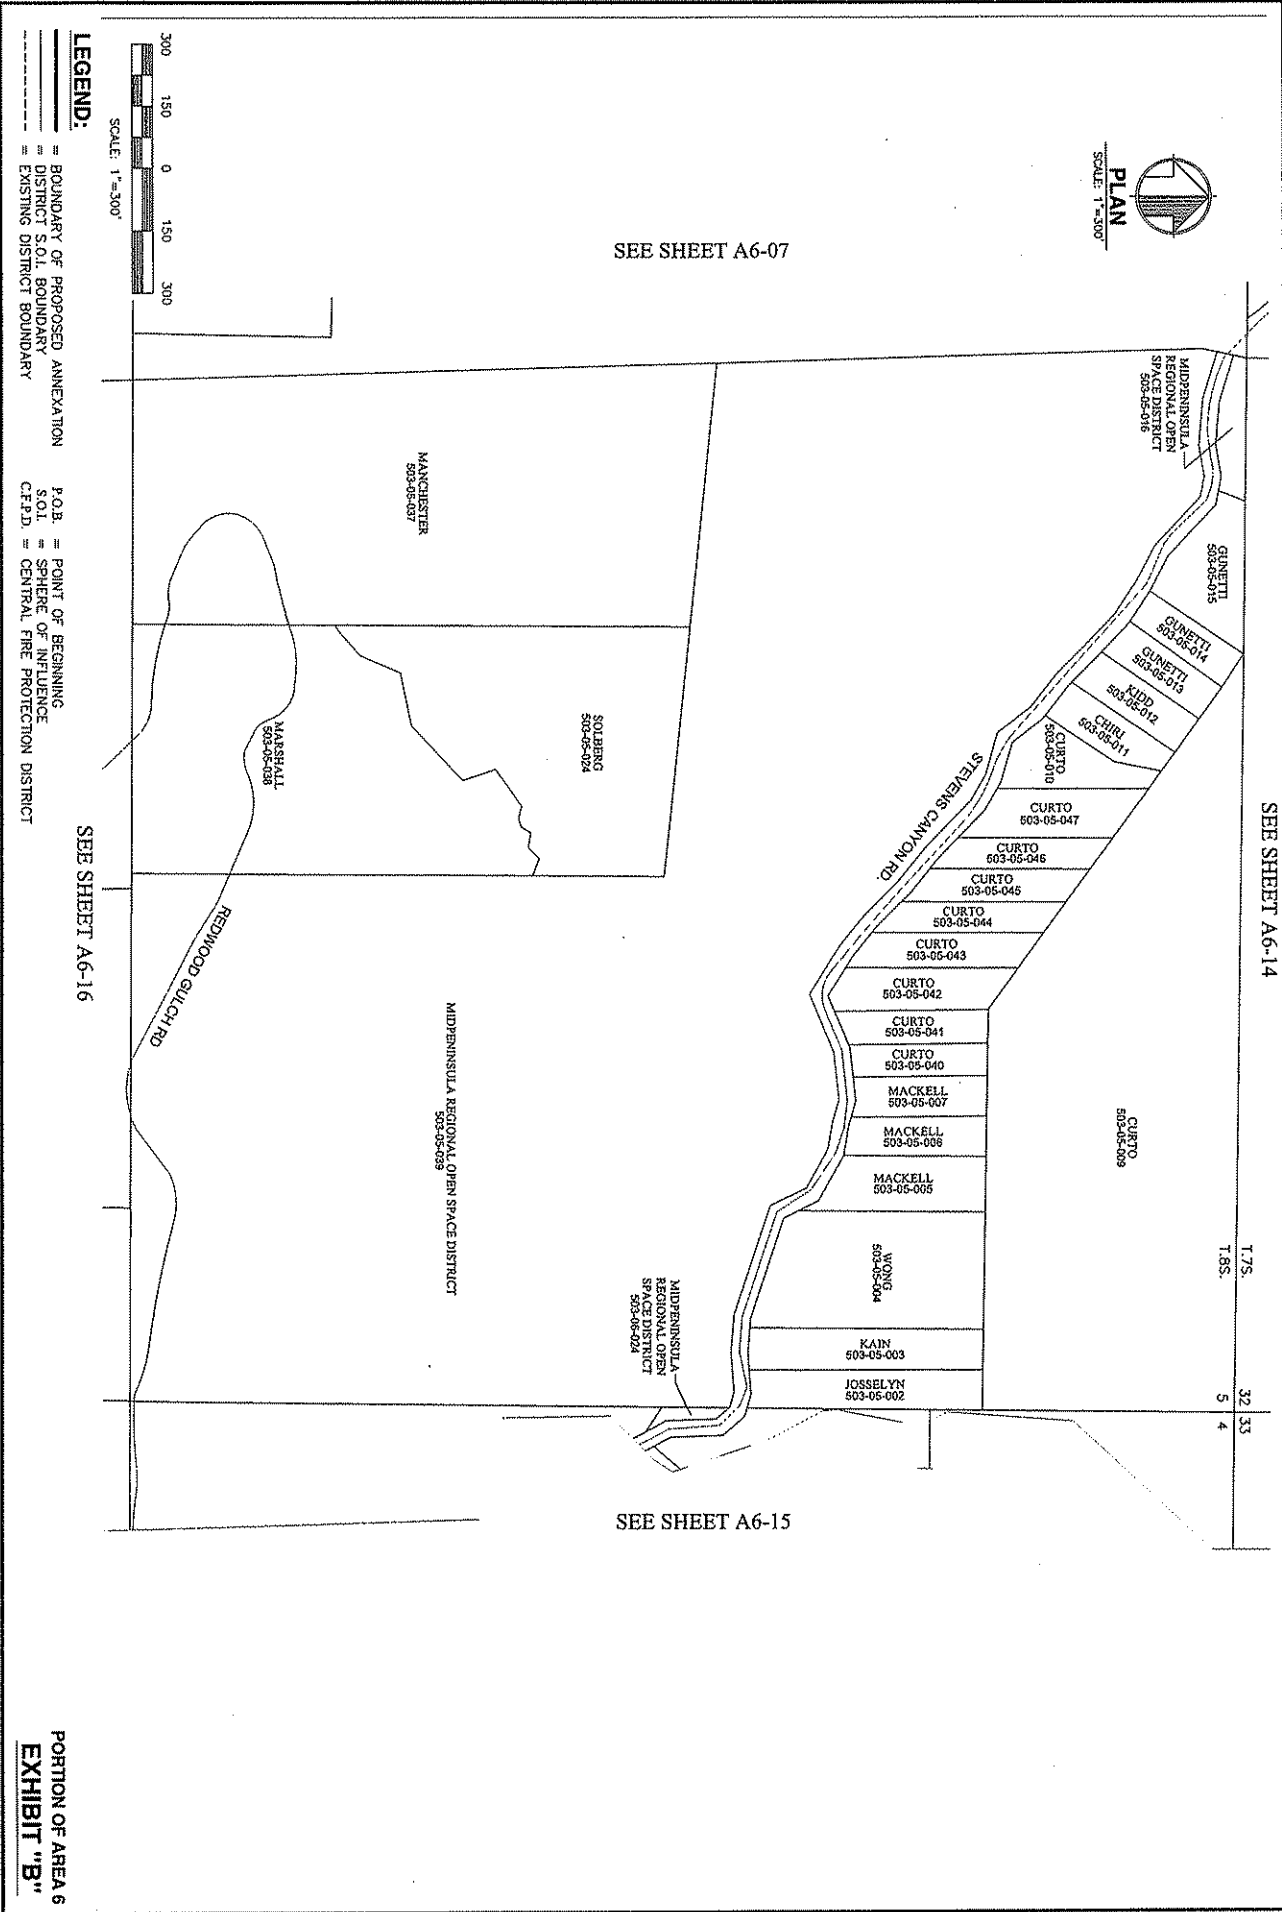 SEE SHEET A6-14
T.7S.
T.8S.
32 33
5 4
PLAN
SCALE: 1"=300'
MIDPENINSULA
REGIONAL OPEN
SPACE DISTRICT
503-05-016
GUNETTI
503-05-015
GUNETTI
503-05-014
GUNETTI
503-05-013
KIDD
503-05-012
CHIRI
503-05-011
CURTO
503-05-010
CURTO
503-05-047
CURTO
503-05-046
CURTO
503-05-045
CURTO
503-05-044
CURTO
503-05-043
CURTO
503-05-042
CURTO
503-05-041
CURTO
503-05-040
MACKELL
503-05-007
MACKELL
503-05-006
MACKELL
503-05-005
WONG
503-05-004
KAIN
503-05-003
JOSSELYN
503-05-002
CURTO
503-05-009
STEVENS CANYON RD.
SEE SHEET A6-07
SEE SHEET A6-15
MIDPENINSULA
REGIONAL OPEN
SPACE DISTRICT
503-06-024
MANCHESTER
503-05-037
SOLBERG
503-05-024
MARSHALL
503-05-038
MIDPENINSULA REGIONAL OPEN SPACE DISTRICT
503-05-039
REDWOOD GULCH RD
SEE SHEET A6-16
300 150 0 150 300
SCALE: 1"=300'
LEGEND:
= BOUNDARY OF PROPOSED ANNEXATION
= DISTRICT S.O.I. BOUNDARY
= EXISTING DISTRICT BOUNDARY
P.O.B. = POINT OF BEGINNING
S.O.I. = SPHERE OF INFLUENCE
C.F.P.D. = CENTRAL FIRE PROTECTION DISTRICT
PORTION OF AREA 6
EXHIBIT "B"